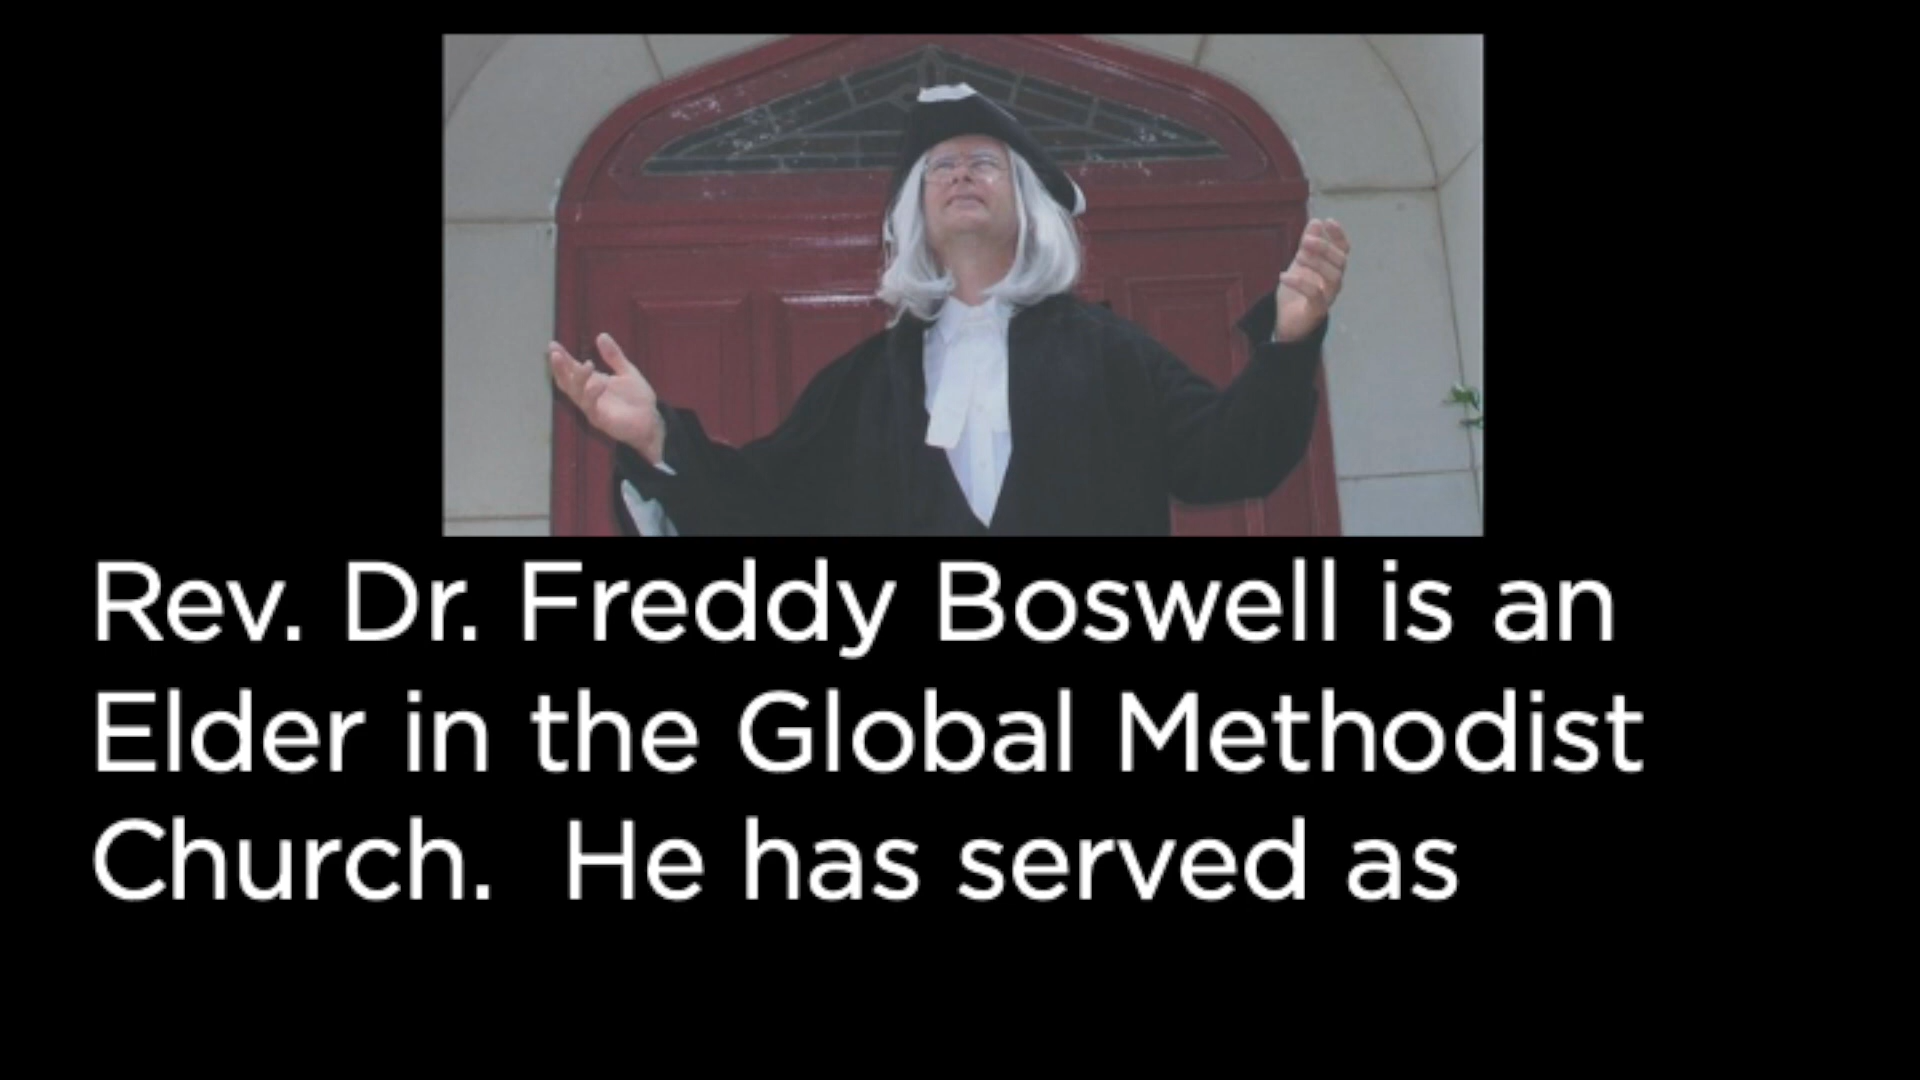 Rev. Dr. Freddy Boswell is an
Elder in the Global Methodist
Church.  He has served as